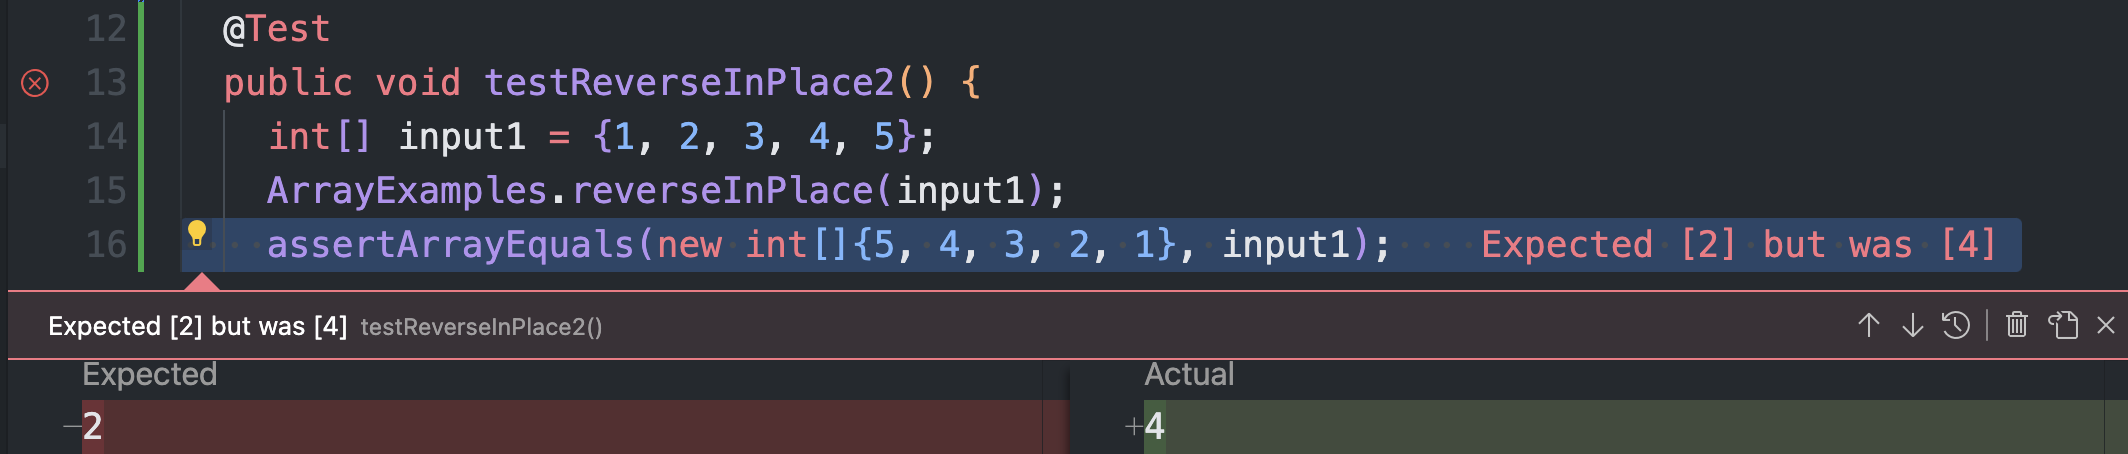 12 @Test
13 public void testReverseInPlace2() {
14 int[] input1 = {1, 2, 3, 4, 5};
15 ArrayExamples.reverseInPlace(input1);
16 assertArrayEquals(new int[]{5, 4, 3, 2, 1}, input1); Expected [2] but was [4]
Expected [2] but was [4] testReverseInPlace2()
Expected Actual
−2 +4